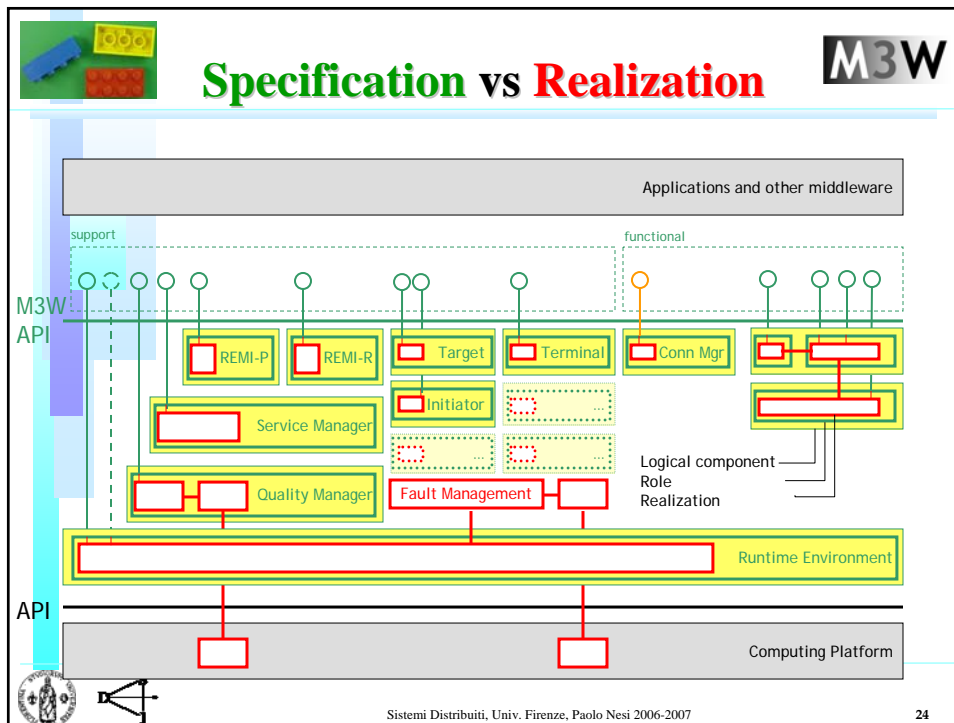 Specification vs Realization
M3W
Applications and other middleware
support
functional
M3W
API
REMI-P
REMI-R
Target
Terminal
Conn Mgr
Initiator
...
Service Manager
...
...
Logical component
Role
Realization
Quality Manager
Fault Management
Runtime Environment
API
Computing Platform
Sistemi Distribuiti, Univ. Firenze, Paolo Nesi 2006-2007
24